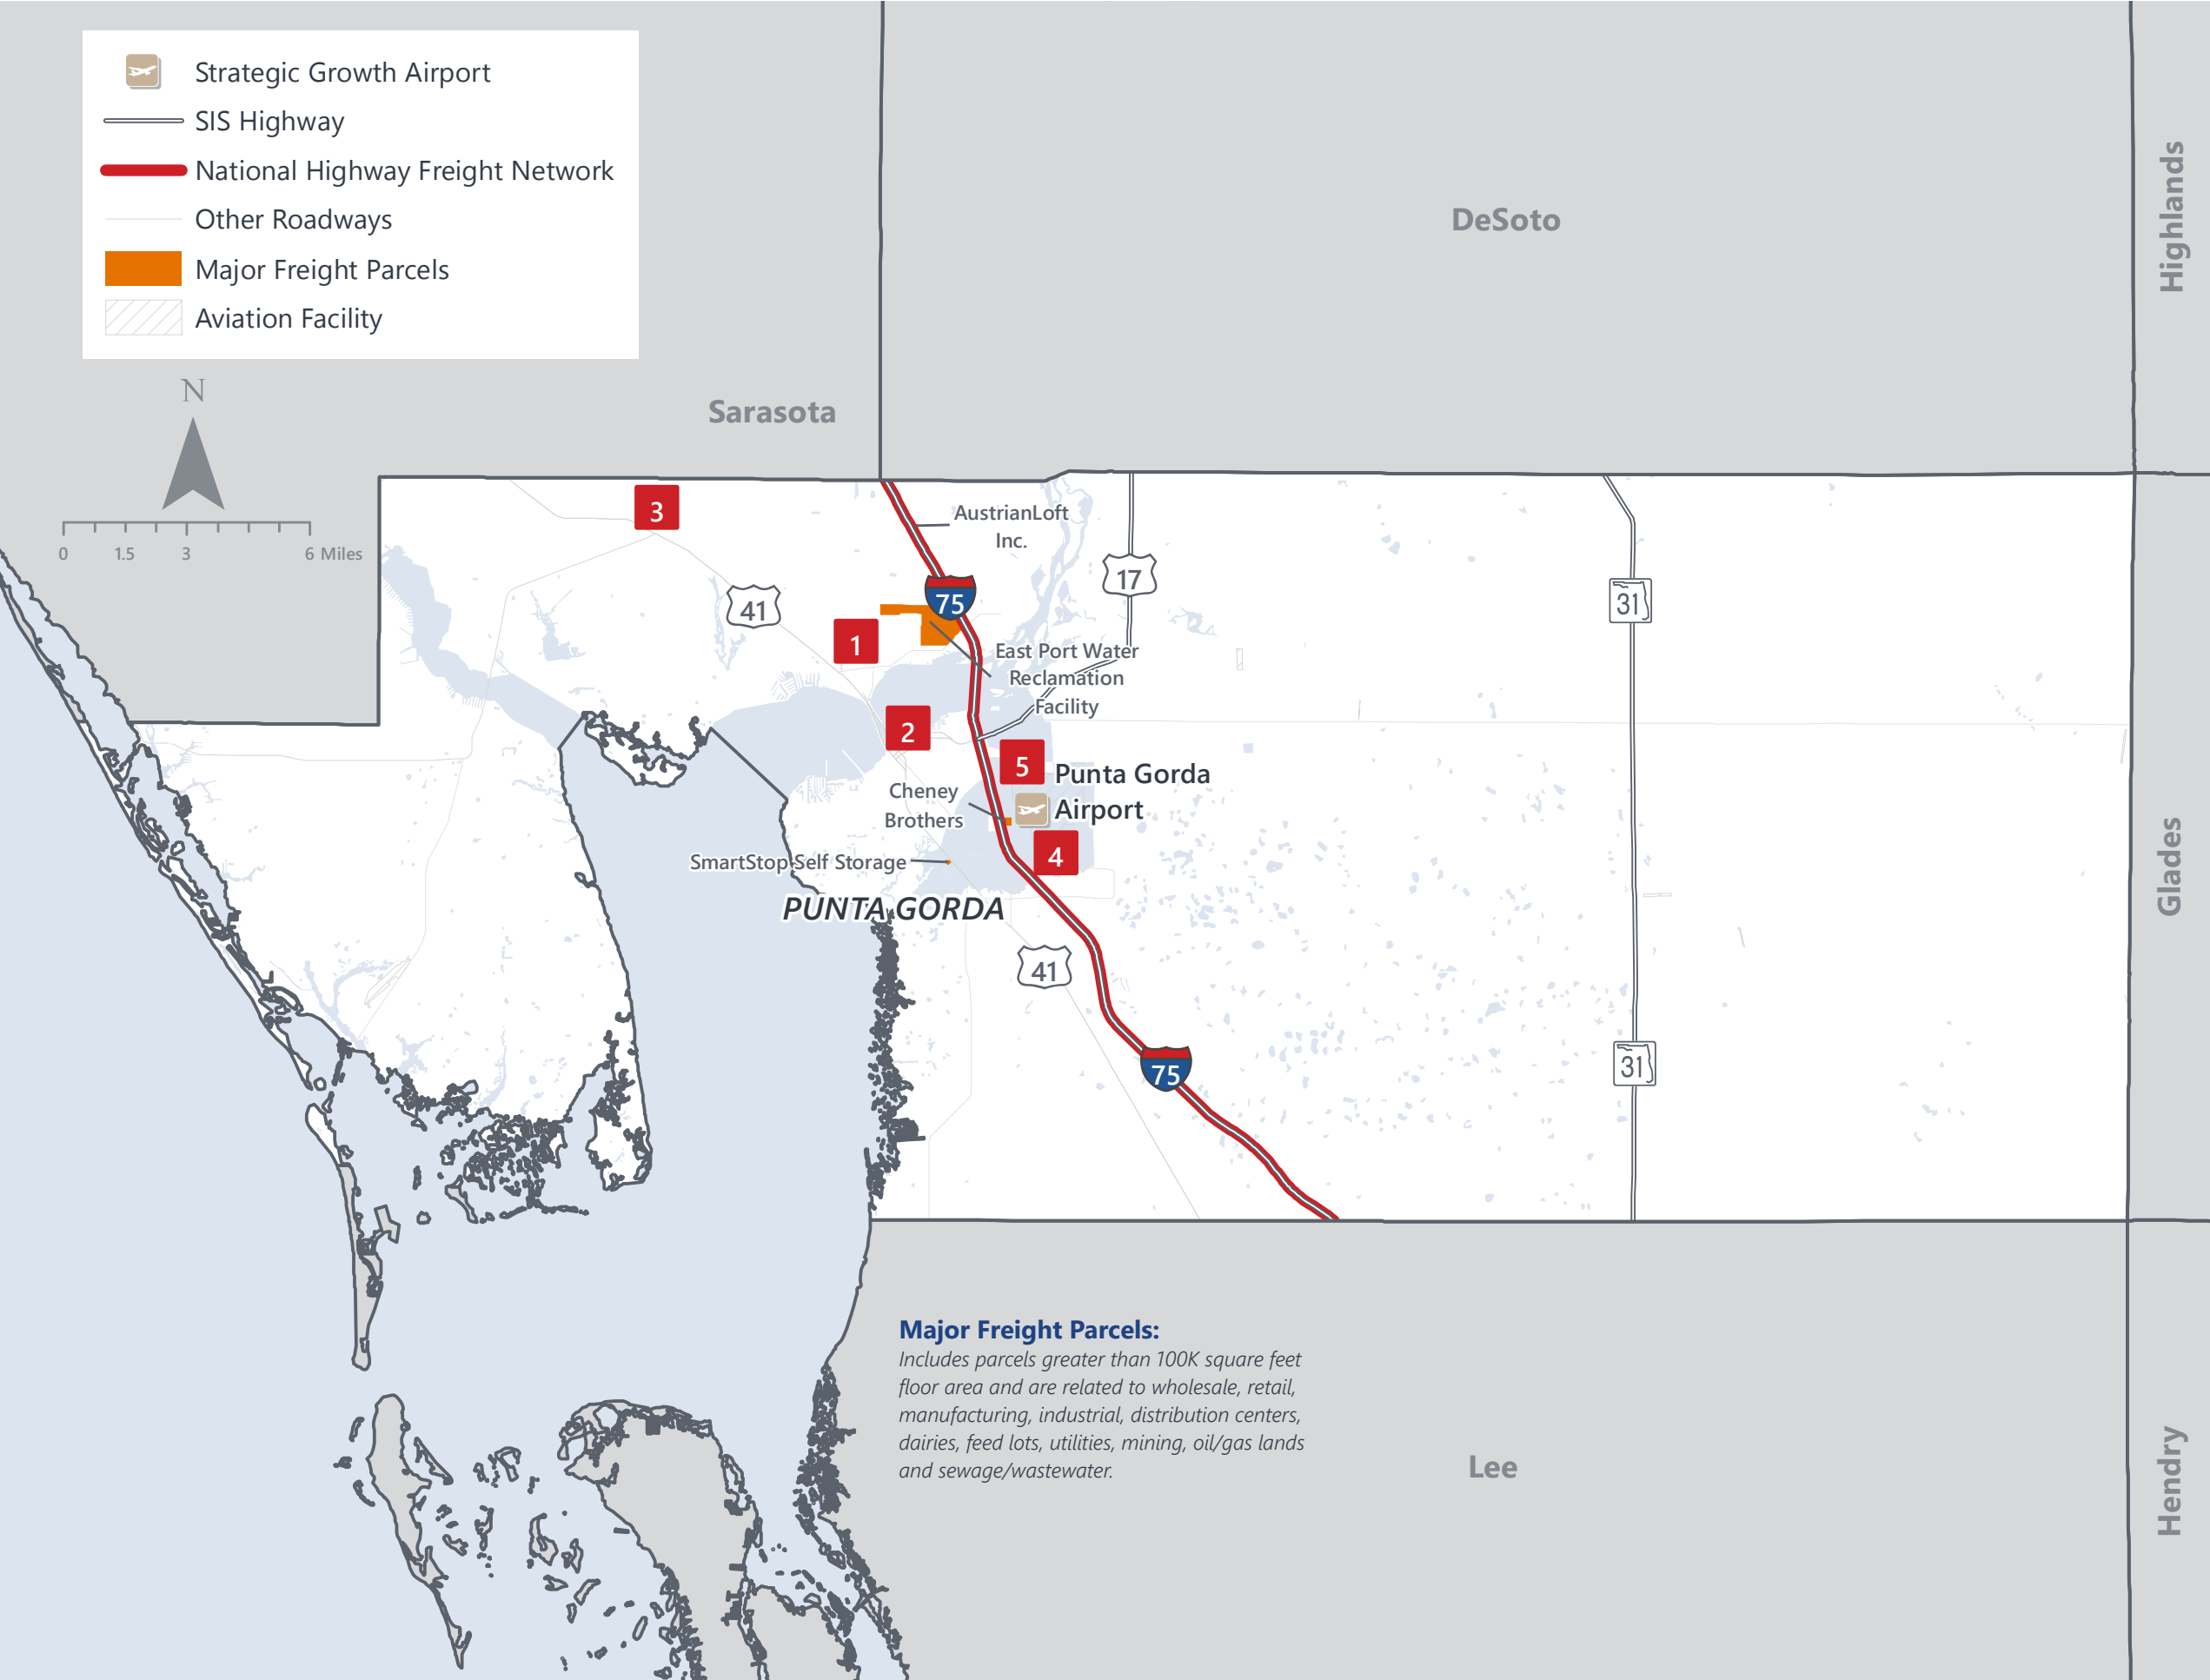 Strategic Growth Airport
SIS Highway
National Highway Freight Network
Other Roadways
Major Freight Parcels
Aviation Facility
N
0 1.5 3 6 Miles
DeSoto
Highlands
Sarasota
3
AustrianLoft
Inc.
17
75
41
31
1
East Port Water
Reclamation
Facility
2
5
Punta Gorda
Airport
Cheney
Brothers
4
SmartStop Self Storage
PUNTA GORDA
Glades
41
75
31
Major Freight Parcels:
Includes parcels greater than 100K square feet
floor area and are related to wholesale, retail,
manufacturing, industrial, distribution centers,
dairies, feed lots, utilities, mining, oil/gas lands
and sewage/wastewater.
Lee
Hendry